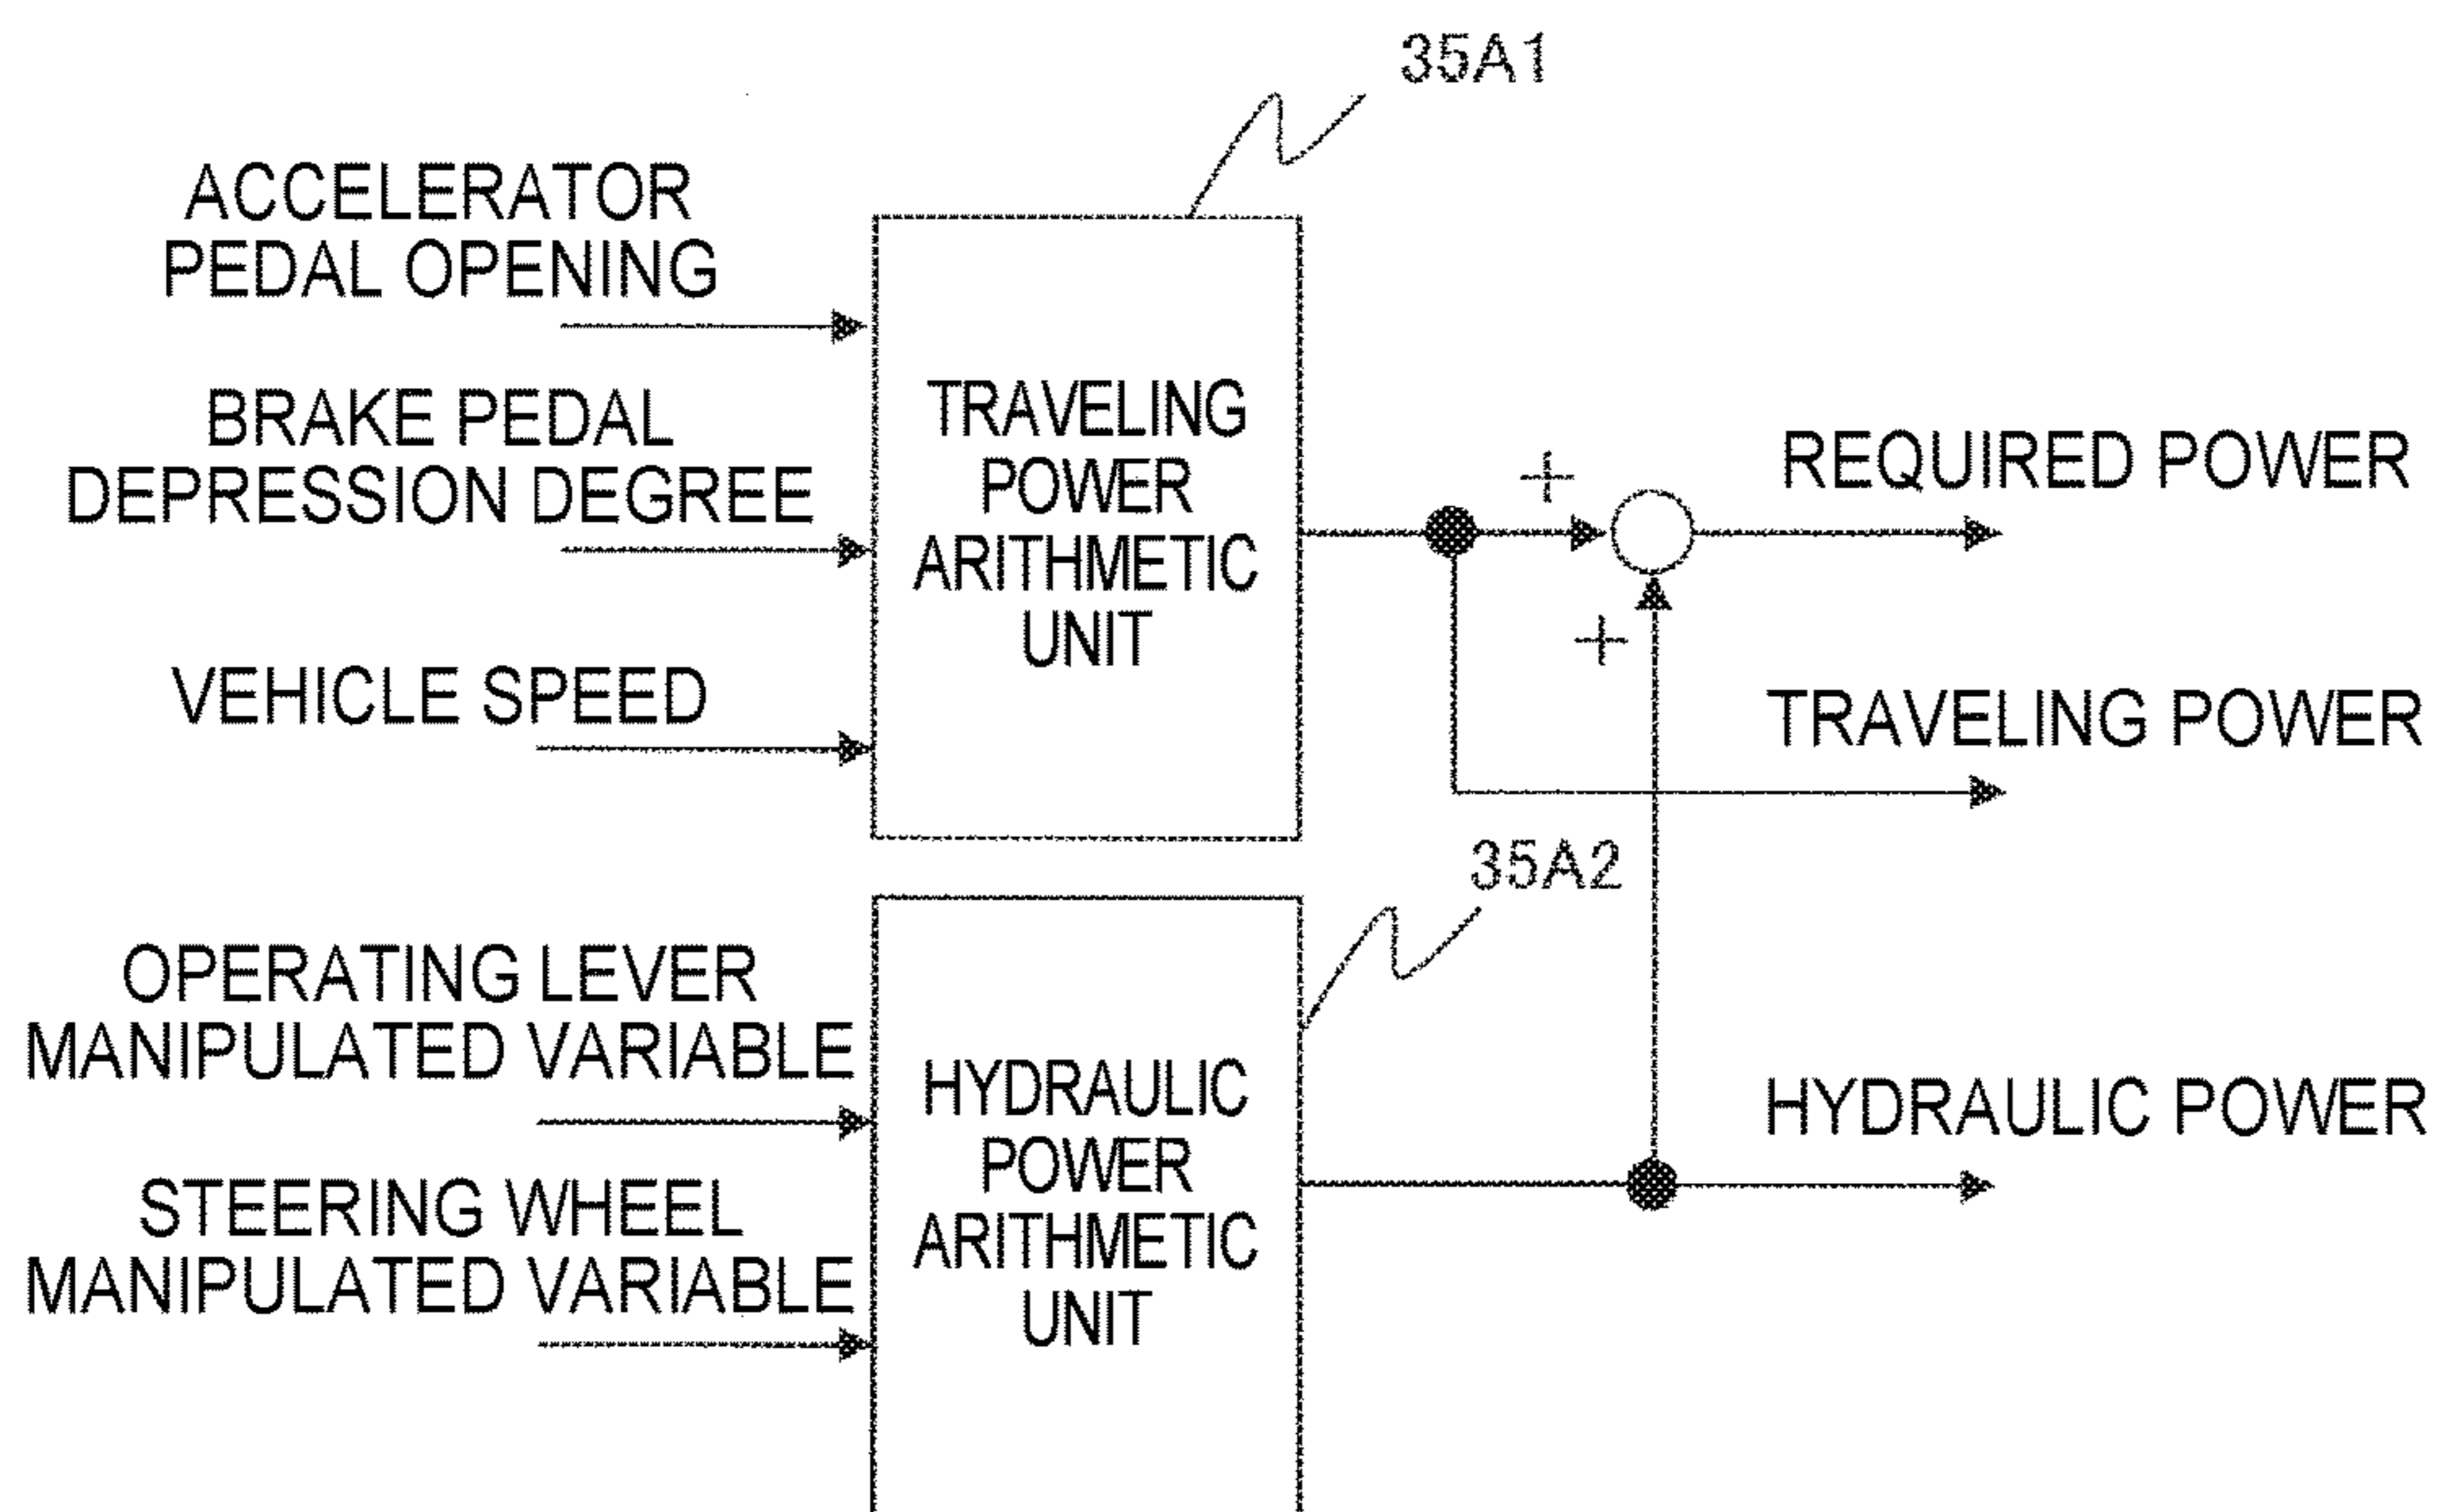 35A1
ACCELERATOR
PEDAL OPENING
BRAKE PEDAL
DEPRESSION DEGREE
VEHICLE SPEED
TRAVELING
POWER
ARITHMETIC
UNIT
+
+
REQUIRED POWER
TRAVELING POWER
35A2
OPERATING LEVER
MANIPULATED VARIABLE
STEERING WHEEL
MANIPULATED VARIABLE
HYDRAULIC
POWER
ARITHMETIC
UNIT
HYDRAULIC POWER